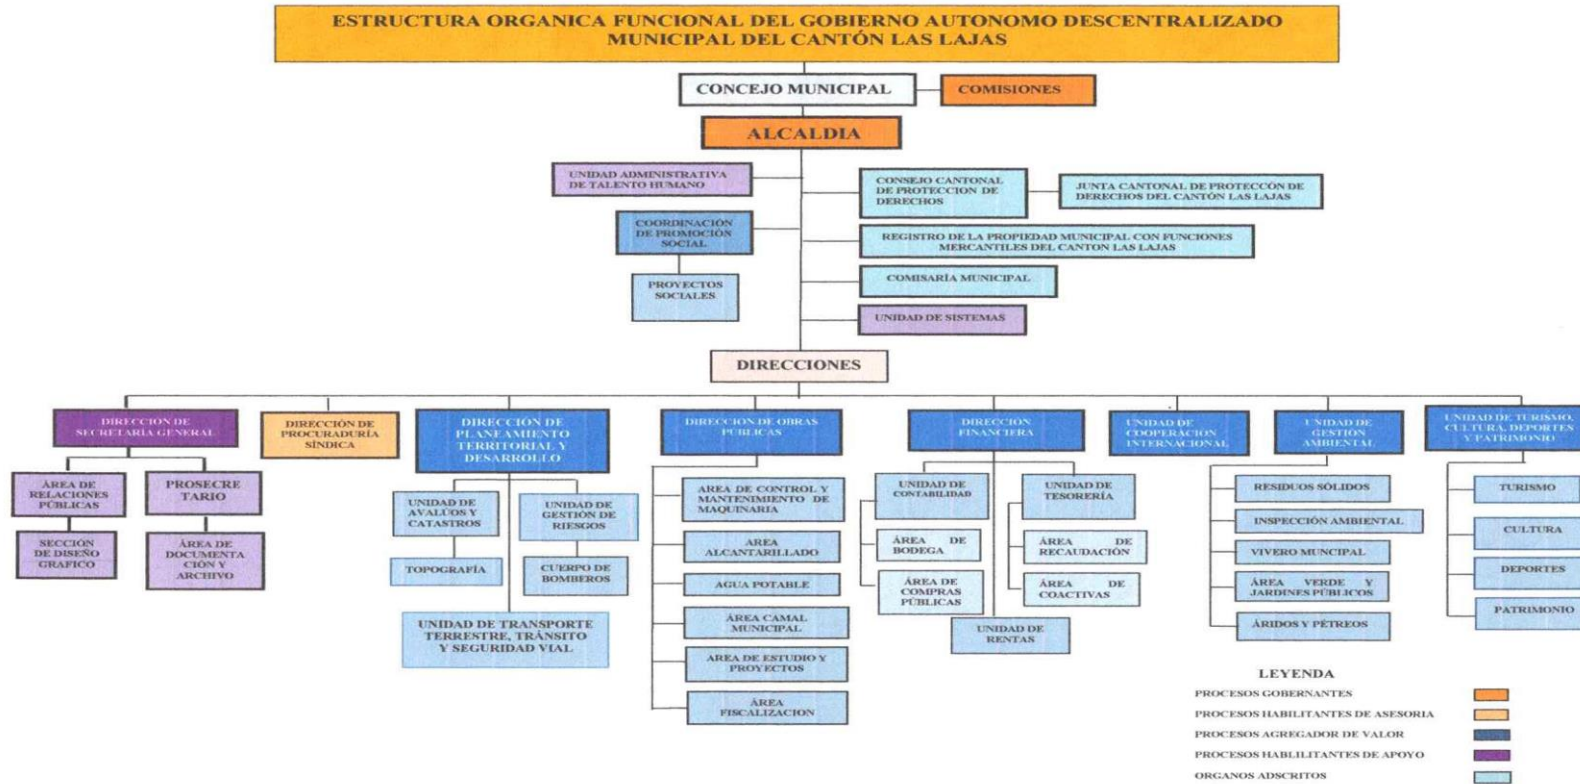 ESTRUCTURA ORGANICA FUNCIONAL DEL GOBIERNO AUTONOMO DESCENTRALIZADO
MUNICIPAL DEL CANTÓN LAS LAJAS
CONCEJO MUNICIPAL
COMISIONES
ALCALDIA
UNIDAD ADMINISTRATIVA
DE TALENTO HUMANO
CONSEJO CANTONAL
DE PROTECCION DE
DERECHOS
JUNTA CANTONAL DE PROTECCÓN DE
DERECHOS DEL CANTÓN LAS LAJAS
COORDINACIÓN
DE PROMOCIÓN
SOCIAL
REGISTRO DE LA PROPIEDAD MUNICIPAL CON FUNCIONES
MERCANTILES DEL CANTON LAS LAJAS
PROYECTOS
SOCIALES
COMISARÍA MUNICIPAL
UNIDAD DE SISTEMAS
DIRECCIONES
DIRECCION DE
SECRETARÍA GENERAL
ÁREA DE
RELACIONES
PÚBLICAS
SECCIÓN
DE DISEÑO
GRAFICO
PROSECRE
TARIO
ÁREA DE
DOCUMENTA
CIÓN Y
ARCHIVO
DIRECCIÓN DE
PROCURADURÍA
SÍNDICA
DIRECCIÓN DE
PLANEAMIENTO
TERRITORIAL Y
DESARROLLO
UNIDAD DE
AVALUOS Y
CATASTROS
TOPOGRAFÍA
UNIDAD DE
GESTIÓN DE
RIESGOS
CUERPO DE
BOMBEROS
UNIDAD DE TRANSPORTE
TERRESTRE, TRÁNSITO
Y SEGURIDAD VIAL
DIRECCION DE OBRAS
PÚBLICAS
AREA DE CONTROL Y
MANTENIMIENTO DE
MAQUINARIA
AREA
ALCANTARILLADO
AGUA POTABLE
ÁREA CAMAL
MUNICIPAL
AREA DE ESTUDIO Y
PROYECTOS
ÁREA
FISCALIZACION
DIRECCIÓN
FINANCIERA
UNIDAD DE
CONTABILIDAD
ÁREA DE
BODEGA
ÁREA DE
COMPRAS
PÚBLICAS
UNIDAD DE
TESORERÍA
ÁREA DE
RECAUDACIÓN
ÁREA DE
COACTIVAS
UNIDAD DE
RENTAS
UNIDAD DE
COOPERACIÓN
INTERNACIONAL
UNIDAD DE
GESTIÓN
AMBIENTAL
RESIDUOS SÓLIDOS
INSPECCIÓN AMBIENTAL
VIVERO MUNCIPAL
ÁREA VERDE Y
JARDINES PÚBLICOS
ÁRIDOS Y PÉTREOS
UNIDAD DE TURISMO,
CULTURA, DEPORTES
Y PATRIMONIO
TURISMO
CULTURA
DEPORTES
PATRIMONIO
LEYENDA
PROCESOS GOBERNANTES
PROCESOS HABILITANTES DE ASESORIA
PROCESOS AGREGADOR DE VALOR
PROCESOS HABLILITANTES DE APOYO
ORGANOS ADSCRITOS